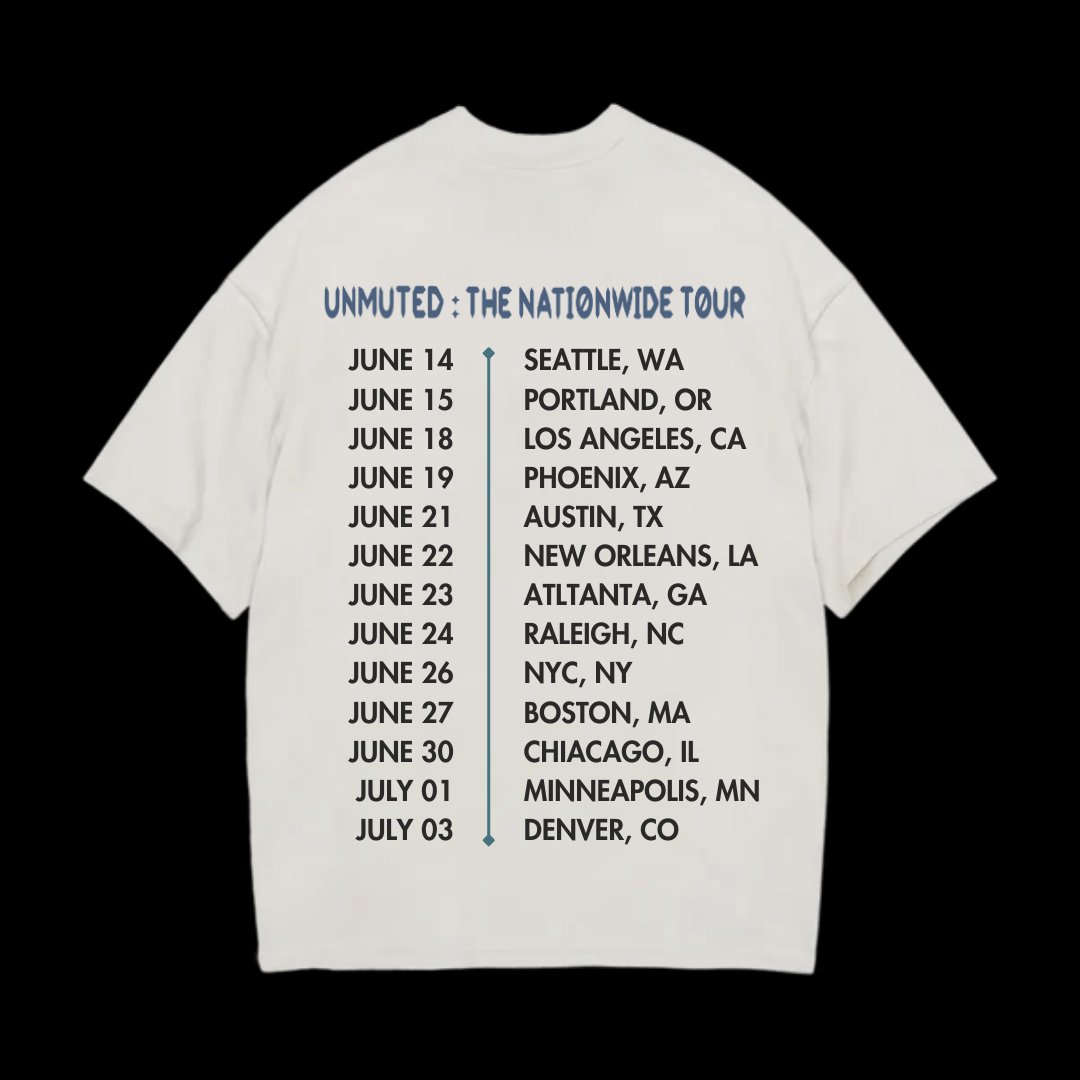 UNMUTED : THE NATIONWIDE TOUR
JUNE 14 SEATTLE, WA
JUNE 15 PORTLAND, OR
JUNE 18 LOS ANGELES, CA
JUNE 19 PHOENIX, AZ
JUNE 21 AUSTIN, TX
JUNE 22 NEW ORLEANS, LA
JUNE 23 ATLTANTA, GA
JUNE 24 RALEIGH, NC
JUNE 26 NYC, NY
JUNE 27 BOSTON, MA
JUNE 30 CHIACAGO, IL
JULY 01 MINNEAPOLIS, MN
JULY 03 DENVER, CO